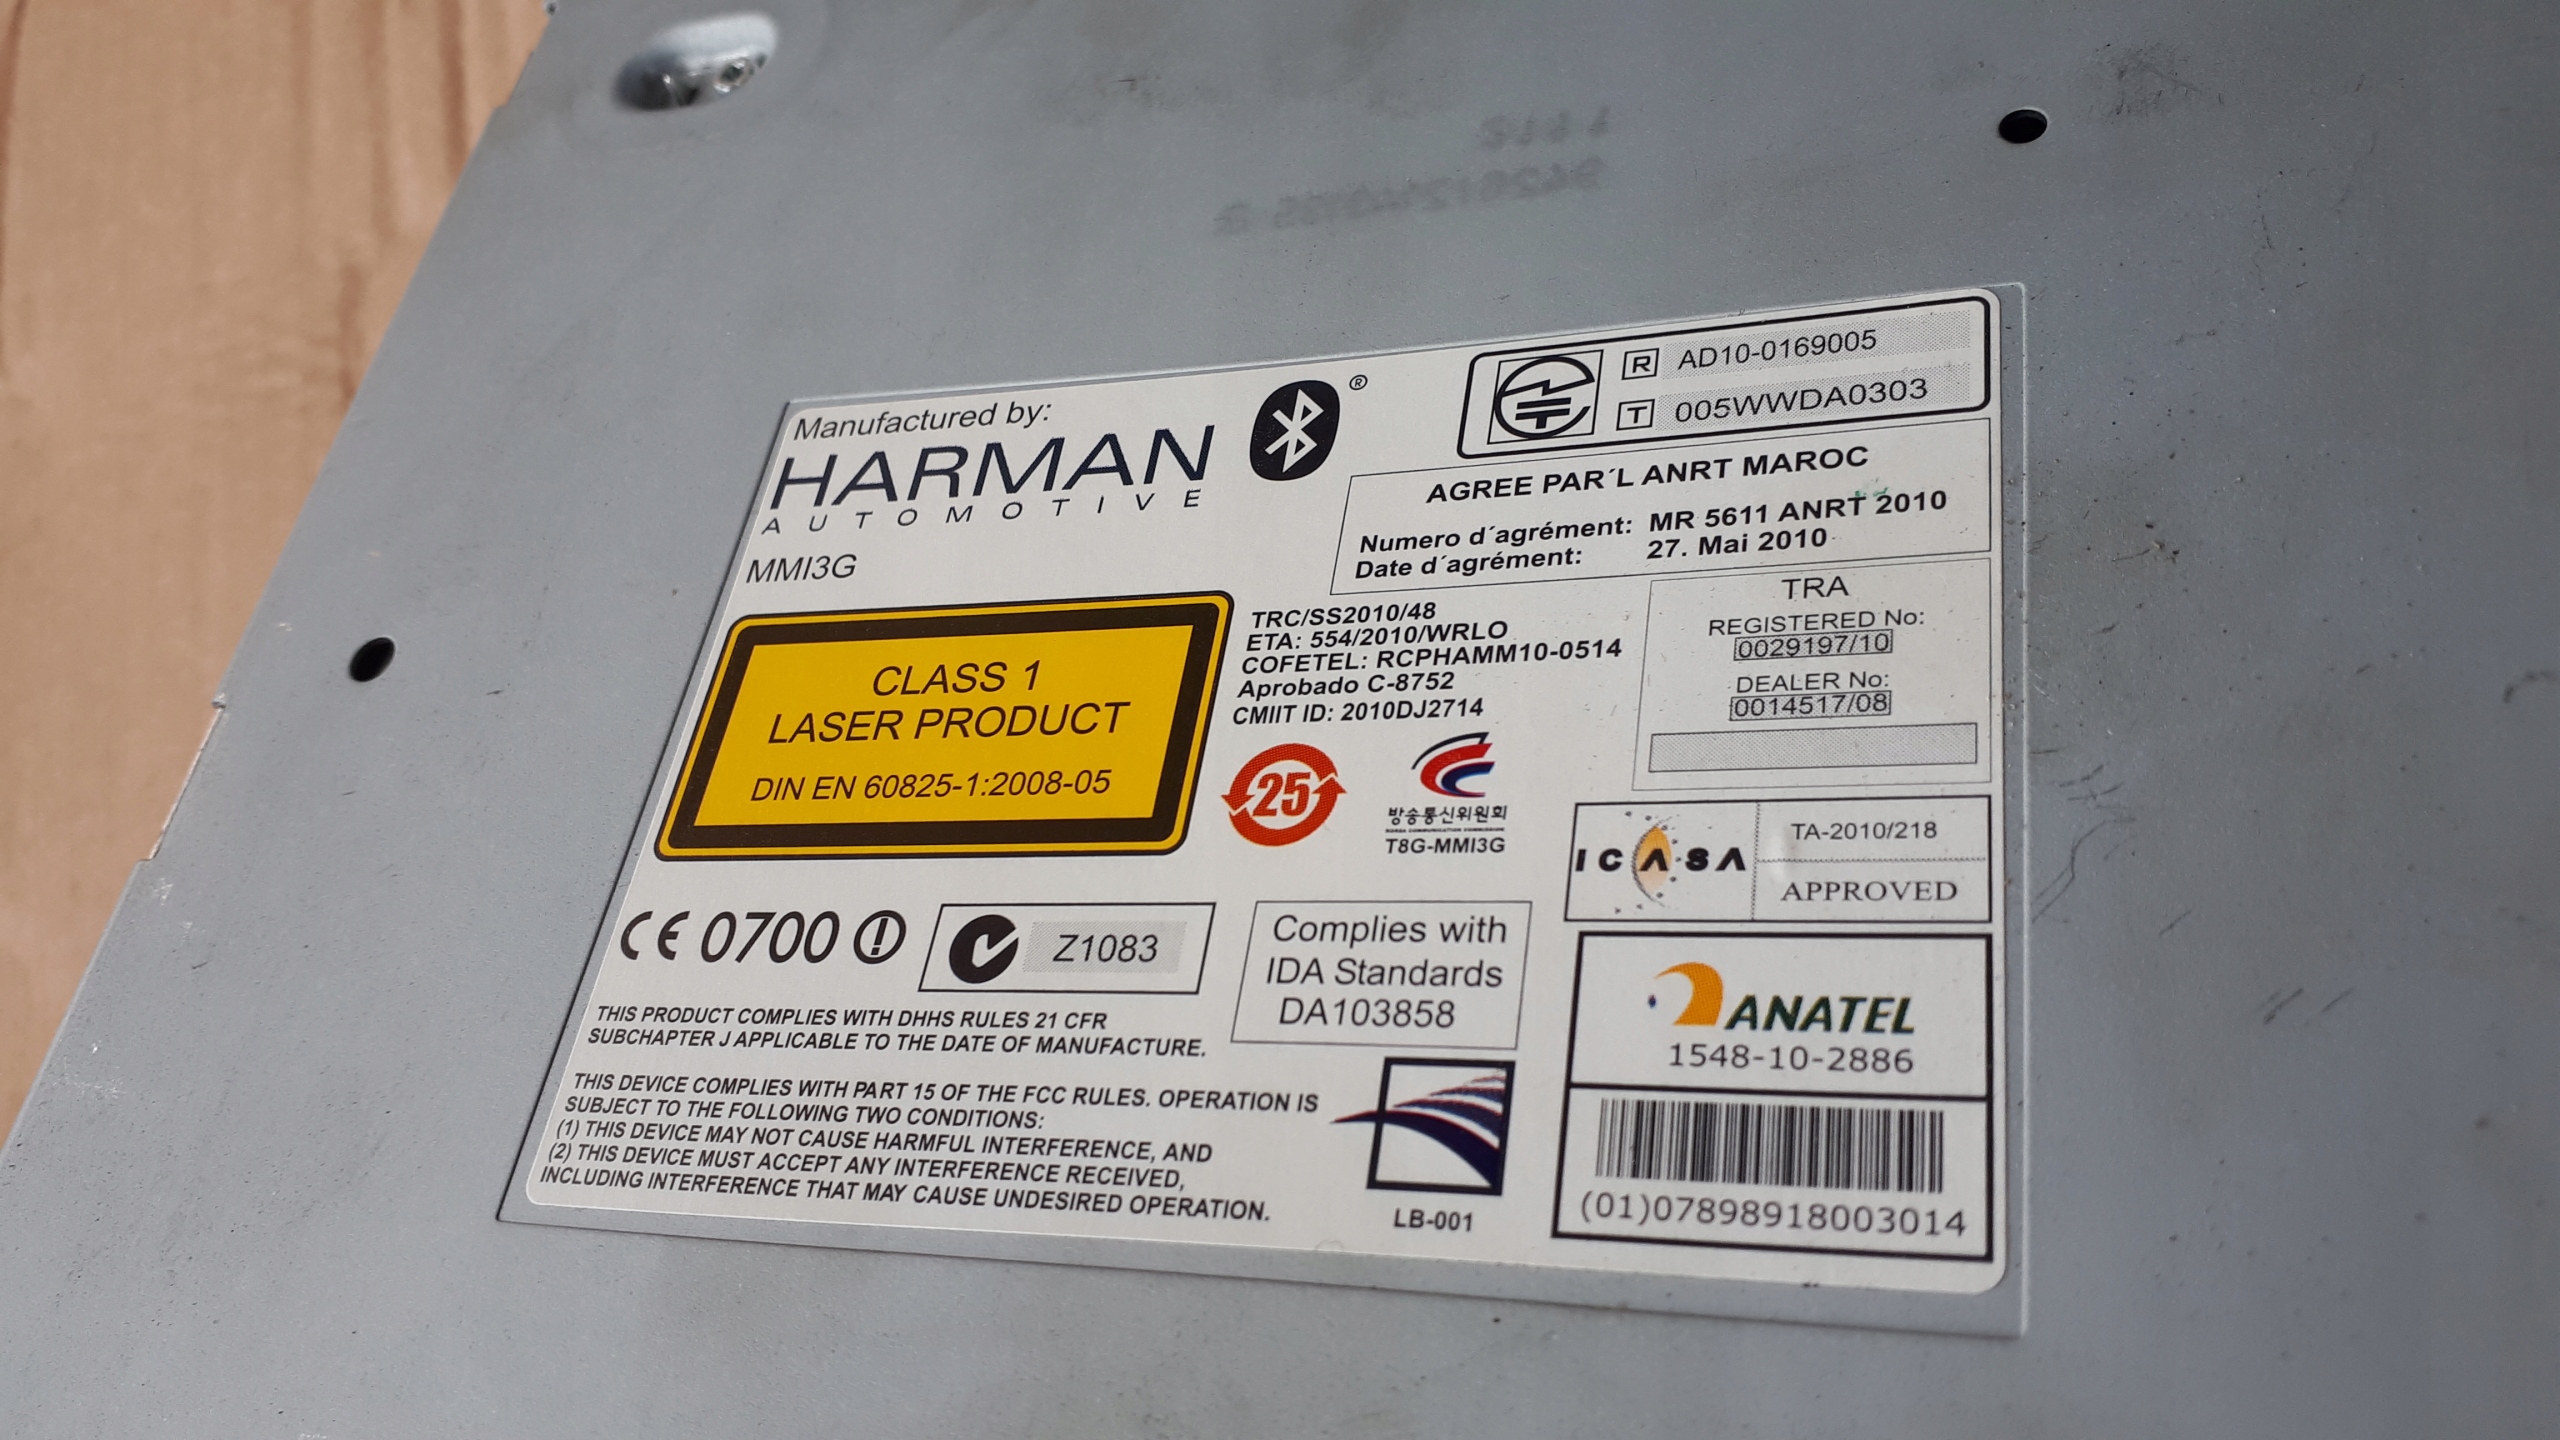 Manufactured by:
HARMAN
AUTOMOTIVE
MMI3G
®
R AD10-0169005
T 005WWDA0303
AGREE PAR´L ANRT MAROC
Numero d´agrément: MR 5611 ANRT 2010
Date d´agrément: 27. Mai 2010
CLASS 1
LASER PRODUCT
DIN EN 60825-1:2008-05
TRC/SS2010/48
ETA: 554/2010/WRLO
COFETEL: RCPHAMM10-0514
Aprobado C-8752
CMIIT ID: 2010DJ2714
25
방송통신위원회
KOREA COMMUNICATIONS COMMISSION
T8G-MMI3G
TRA
REGISTERED No:
0029197/10
DEALER No:
0014517/08
ICASA
TA-2010/218
APPROVED
CE 0700
Z1083
Complies with
IDA Standards
DA103858
ANATEL
1548-10-2886
(01)07898918003014
THIS PRODUCT COMPLIES WITH DHHS RULES 21 CFR
SUBCHAPTER J APPLICABLE TO THE DATE OF MANUFACTURE.
THIS DEVICE COMPLIES WITH PART 15 OF THE FCC RULES. OPERATION IS
SUBJECT TO THE FOLLOWING TWO CONDITIONS:
(1) THIS DEVICE MAY NOT CAUSE HARMFUL INTERFERENCE, AND
(2) THIS DEVICE MUST ACCEPT ANY INTERFERENCE RECEIVED,
INCLUDING INTERFERENCE THAT MAY CAUSE UNDESIRED OPERATION.
LB-001